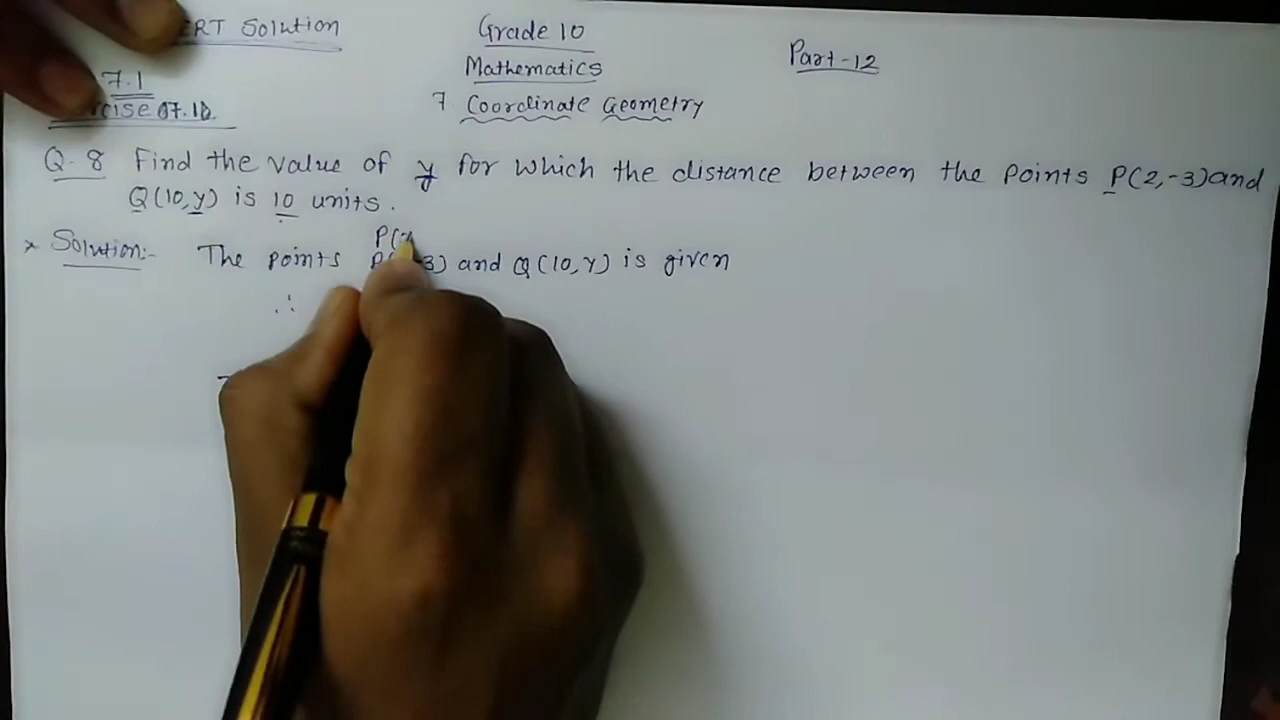 ERT Solution
Grade 10
Part-12
Mathematics
7.1
7 Coordinate Geometry
cise 07.10
Q-8 Find the value of y for which the distance between the points P(2,-3) and
Q(10,y) is 10 units.
P(
* Solution:- The points P( -3) and Q(10,Y) is given
∴